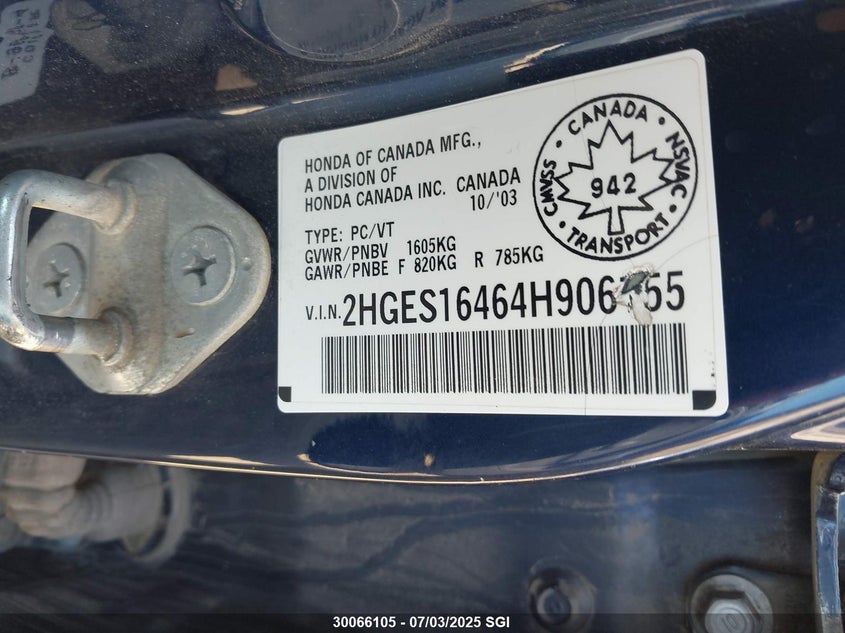 HONDA OF CANADA MFG.,
A DIVISION OF
HONDA CANADA INC. CANADA
10/'03
TYPE: PC/VT
GVWR/PNBV 1605KG
GAWR/PNBE F 820KG R 785KG
V.I.N.
CANADA • NSVAC • TRANSPORT • CMVSS •
942
30066105 - 07/03/2025 SGI